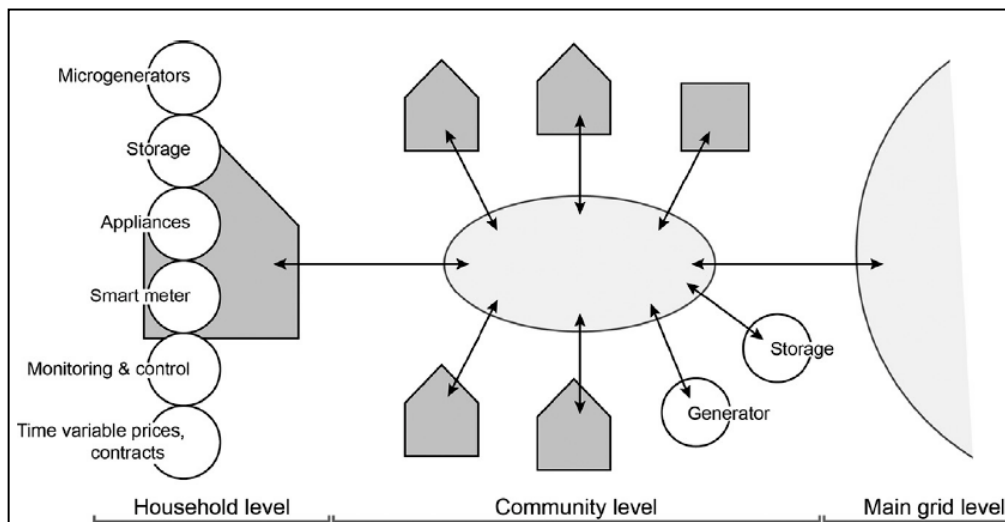 Microgenerators
Storage
Appliances
Smart meter
Monitoring & control
Time variable prices,
contracts
Storage
Generator
Household level
Community level
Main grid level